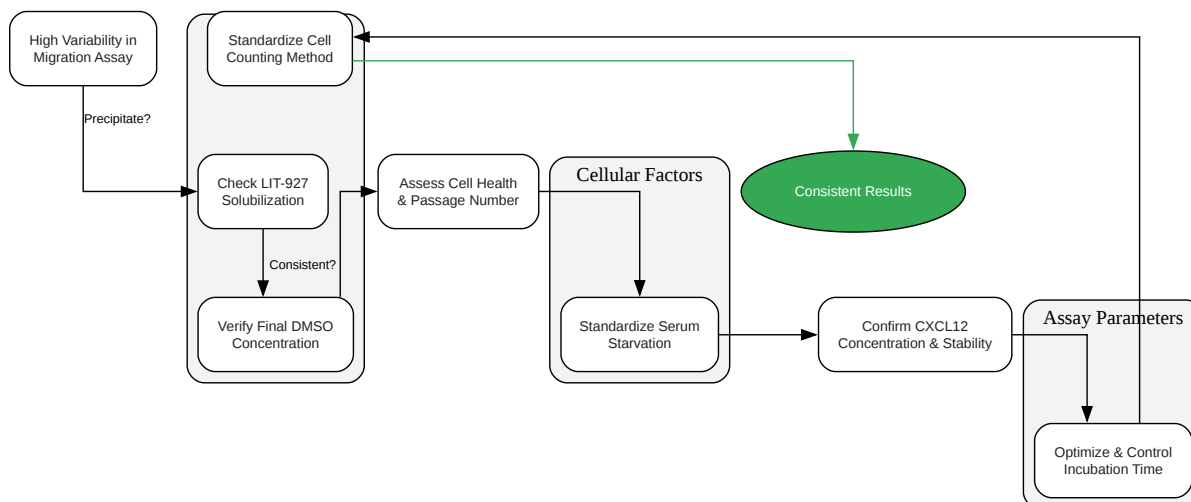 High Variability in
Migration Assay
Standardize Cell
Counting Method
Precipitate?
Check LIT-927
Solubilization
Assess Cell Health
& Passage Number
Cellular Factors
Consistent Results
Consistent?
Verify Final DMSO
Concentration
Standardize Serum
Starvation
Confirm CXCL12
Concentration & Stability
Assay Parameters
Optimize & Control
Incubation Time